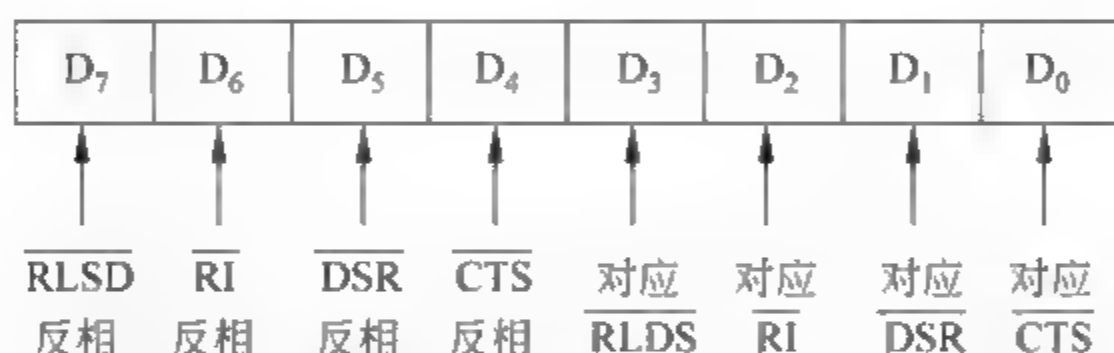 D₇ D₆ D₅ D₄ D₃ D₂ D₁ D₀
RLSD RI DSR CTS 对应 对应 对应 对应
反相 反相 反相 反相 RLDS RI DSR CTS